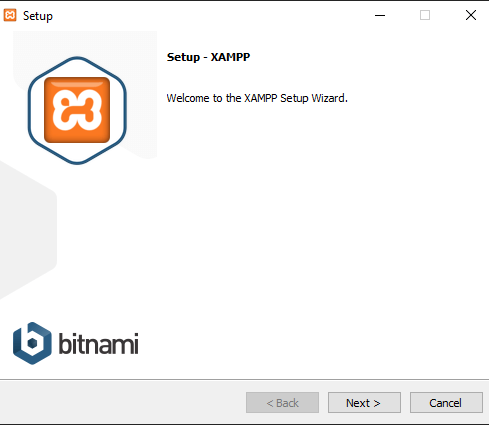 Setup
Setup - XAMPP
Welcome to the XAMPP Setup Wizard.
bitnami
< Back
Next >
Cancel